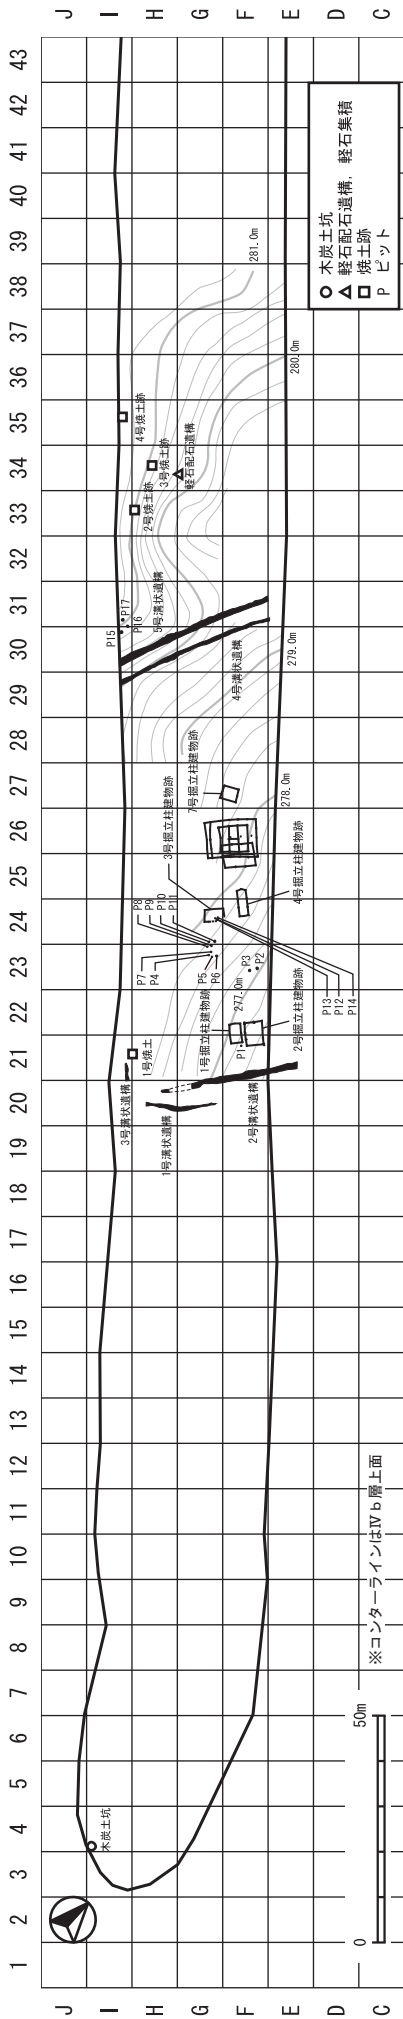 1 2 3 4 5 6 7 8 9 10 11 12 13 14 15 16 17 18 19 20 21 22 23 24 25 26 27 28 29 30 31 32 33 34 35 36 37 38 39 40 41 42 43
J
I
H
G
F
E
D
C
J
I
H
G
F
E
D
C
木炭土坑
3号溝状遺構
1号焼土
1号溝状遺構
2号溝状遺構
1号掘立柱建物跡
P1
2号掘立柱建物跡
277.0m
P7
P4
P5
P6
P3
P2
P8
P9
P10
P11
P13
P12
P14
3号掘立柱建物跡
4号掘立柱建物跡
7号掘立柱建物跡
278.0m
279.0m
4号溝状遺構
5号溝状遺構
P15
P17
P16
2号焼土跡
3号焼土跡
4号焼土跡
軽石配石遺構
280.0m
281.0m
木炭土坑
軽石配石遺構，軽石集積
焼土跡
P ピット
0 50m
※コンターラインはⅣb層上面